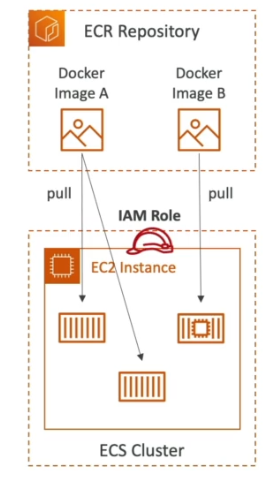 ECR Repository
Docker
Image A
Docker
Image B
pull
pull
IAM Role
EC2 Instance
ECS Cluster